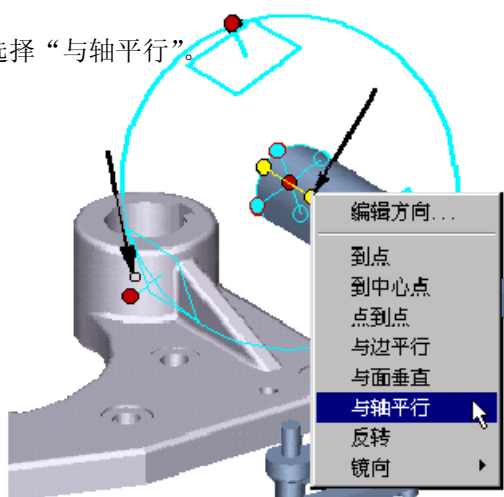 选择“与轴平行”。
编辑方向...
到点
到中心点
点到点
与边平行
与面垂直
与轴平行
反转
镜向